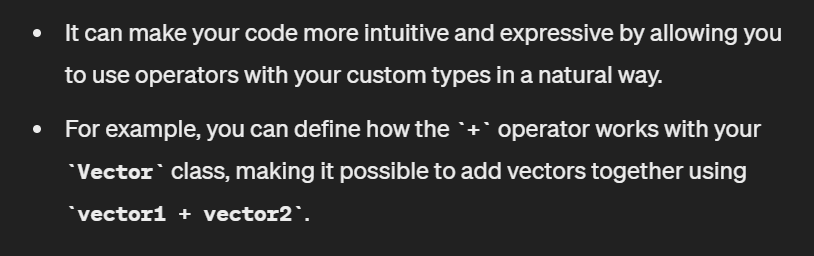 • It can make your code more intuitive and expressive by allowing you
to use operators with your custom types in a natural way.
• For example, you can define how the `+` operator works with your
`Vector` class, making it possible to add vectors together using
`vector1 + vector2`.